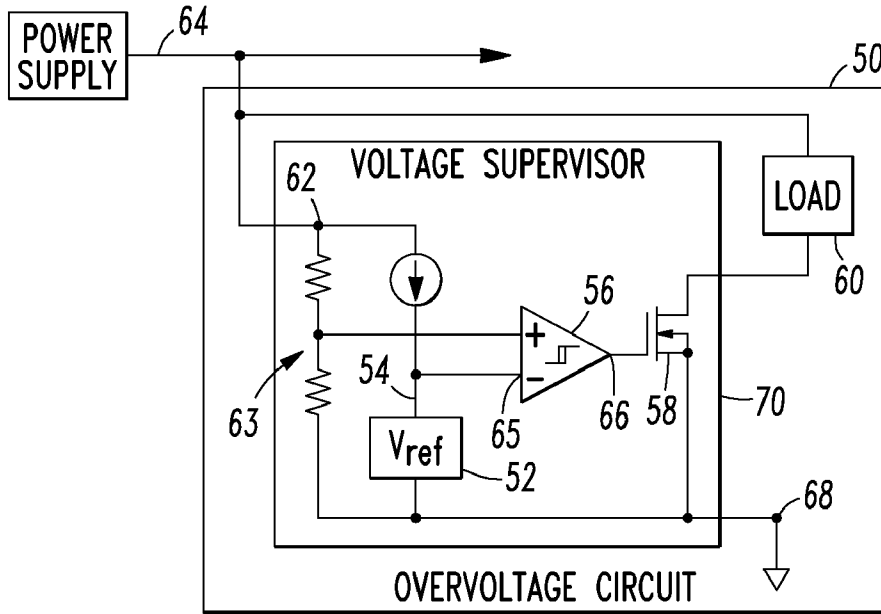 POWER
SUPPLY
64
50
VOLTAGE SUPERVISOR
62
LOAD
60
56
+
54
-
63
65
66
58
70
Vref
52
68
OVERVOLTAGE CIRCUIT